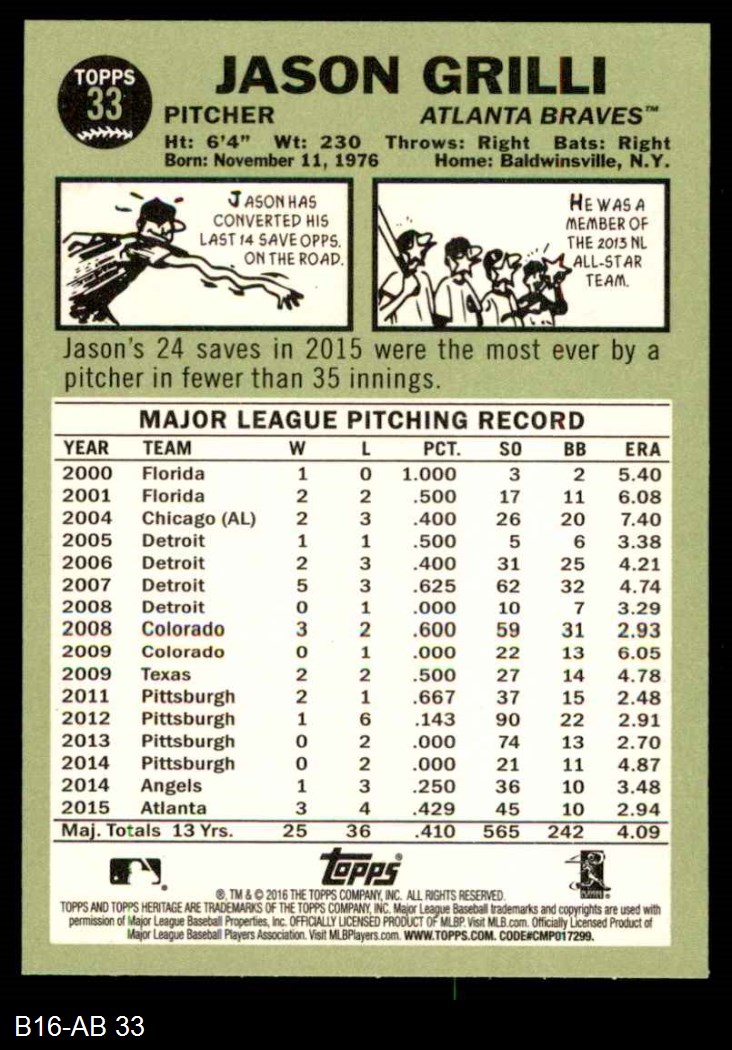 TOPPS
33
JASON GRILLI
PITCHER ATLANTA BRAVES™
Ht: 6'4" Wt: 230 Throws: Right Bats: Right
Born: November 11, 1976 Home: Baldwinsville, N.Y.
JASON HAS
CONVERTED HIS
LAST 14 SAVE OPPS.
ON THE ROAD.
HE WAS A
MEMBER OF
THE 2013 NL
ALL-STAR
TEAM.
Jason's 24 saves in 2015 were the most ever by a
pitcher in fewer than 35 innings.
MAJOR LEAGUE PITCHING RECORD
YEAR TEAM W L PCT. SO BB ERA
2000 Florida 1 0 1.000 3 2 5.40
2001 Florida 2 2 .500 17 11 6.08
2004 Chicago (AL) 2 3 .400 26 20 7.40
2005 Detroit 1 1 .500 5 6 3.38
2006 Detroit 2 3 .400 31 25 4.21
2007 Detroit 5 3 .625 62 32 4.74
2008 Detroit 0 1 .000 10 7 3.29
2008 Colorado 3 2 .600 59 31 2.93
2009 Colorado 0 1 .000 22 13 6.05
2009 Texas 2 2 .500 27 14 4.78
2011 Pittsburgh 2 1 .667 37 15 2.48
2012 Pittsburgh 1 6 .143 90 22 2.91
2013 Pittsburgh 0 2 .000 74 13 2.70
2014 Pittsburgh 0 2 .000 21 11 4.87
2014 Angels 1 3 .250 36 10 3.48
2015 Atlanta 3 4 .429 45 10 2.94
Maj. Totals 13 Yrs. 25 36 .410 565 242 4.09
topps®
®, TM & © 2016 THE TOPPS COMPANY, INC. ALL RIGHTS RESERVED.
TOPPS AND TOPPS HERITAGE ARE TRADEMARKS OF THE TOPPS COMPANY, INC. Major League Baseball trademarks and copyrights are used with
permission of Major League Baseball Properties, Inc. OFFICIALLY LICENSED PRODUCT OF MLBP. Visit MLB.com. Officially Licensed Product of
Major League Baseball Players Association. Visit MLBPlayers.com. WWW.TOPPS.COM. CODE#CMP017299.
B16-AB 33